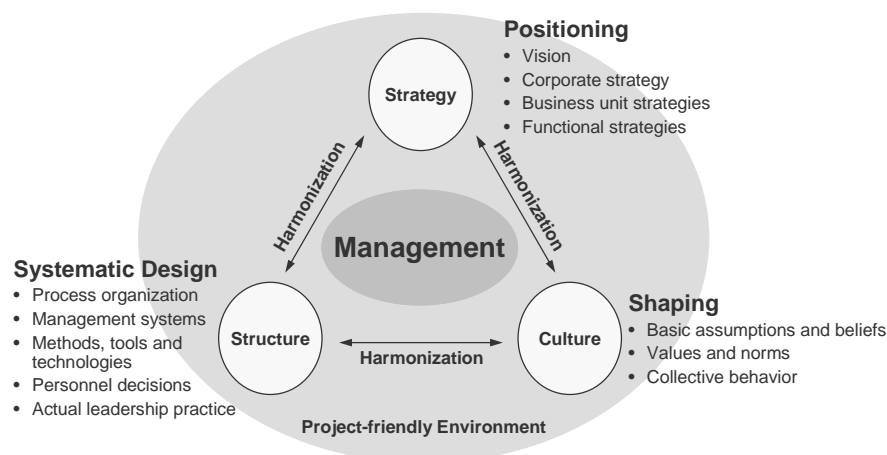 Positioning
• Vision
• Corporate strategy
• Business unit strategies
• Functional strategies
Strategy
Harmonization
Harmonization
Management
Systematic Design
• Process organization
• Management systems
• Methods, tools and
technologies
• Personnel decisions
• Actual leadership practice
Structure
Harmonization
Culture
Shaping
• Basic assumptions and beliefs
• Values and norms
• Collective behavior
Project-friendly Environment